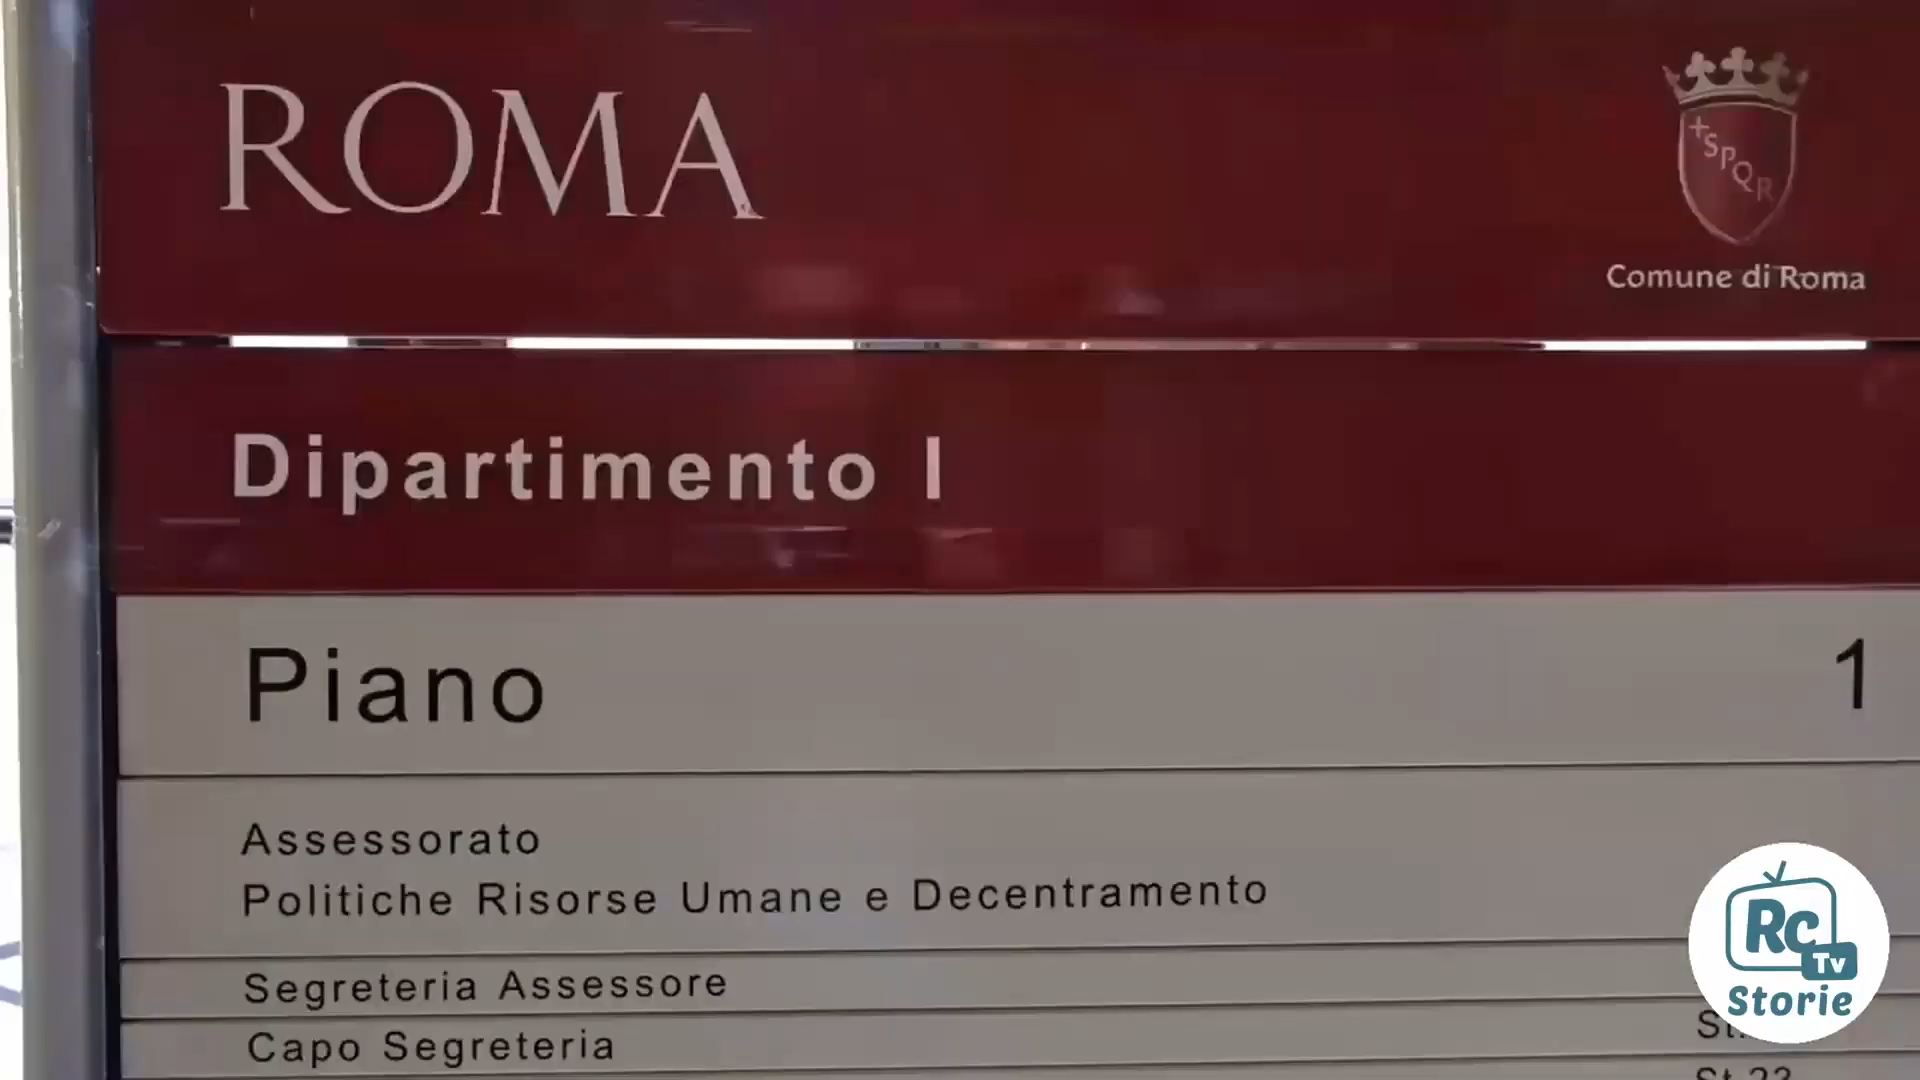 ROMA
SPQR
Comune di Roma
Dipartimento I
Piano 1
Assessorato
Politiche Risorse Umane e Decentramento
Segreteria Assessore
Capo Segreteria
Rc
Tv
Storie